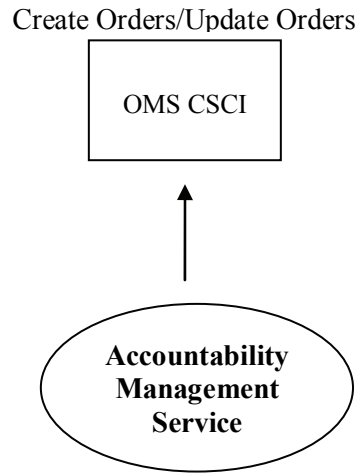 Create Orders/Update Orders
OMS CSCI
Accountability
Management
Service